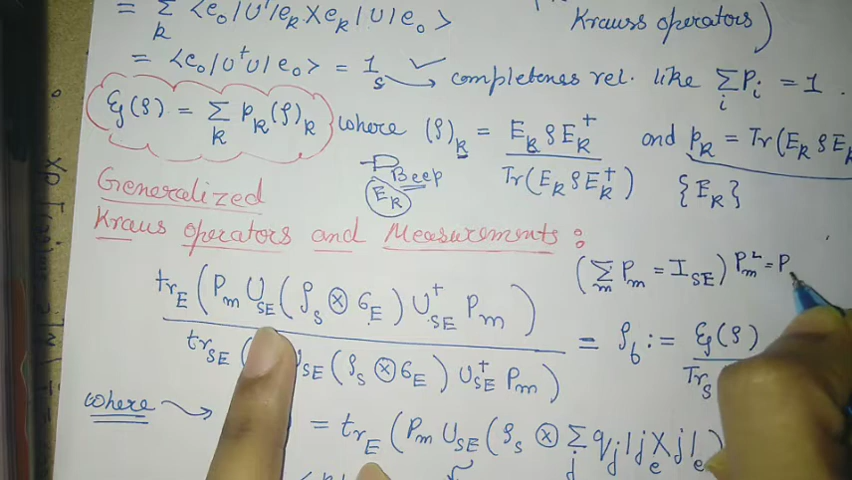 = Σ_k <e₀|U†|e_k><e_k|U|e₀> Krauss operators)
= <e₀|U†U|e₀> = 1_s ✓ → completenes rel. like Σ_i P_i = 1.
ξ(ρ) = Σ_k p_k(ρ)_k where (ρ)_k = E_k ρ E_k† / Tr(E_k ρ E_k†) and p_k = Tr(E_k ρ E_k
Beep
E_k
{E_k}
Generalized
Kraus operators and Measurements:
(Σ_m P_m = I_SE) P_m² = P
tr_E(P_m U_SE(ρ_s ⊗ σ_E) U_SE† P_m)
tr_SE( U_SE(ρ_s ⊗ σ_E) U_SE† P_m)
= ρ_f := ξ(ρ) / Tr_s
where → = tr_E(P_m U_SE(ρ_s ⊗ Σ_j q_j |j><j|_e)